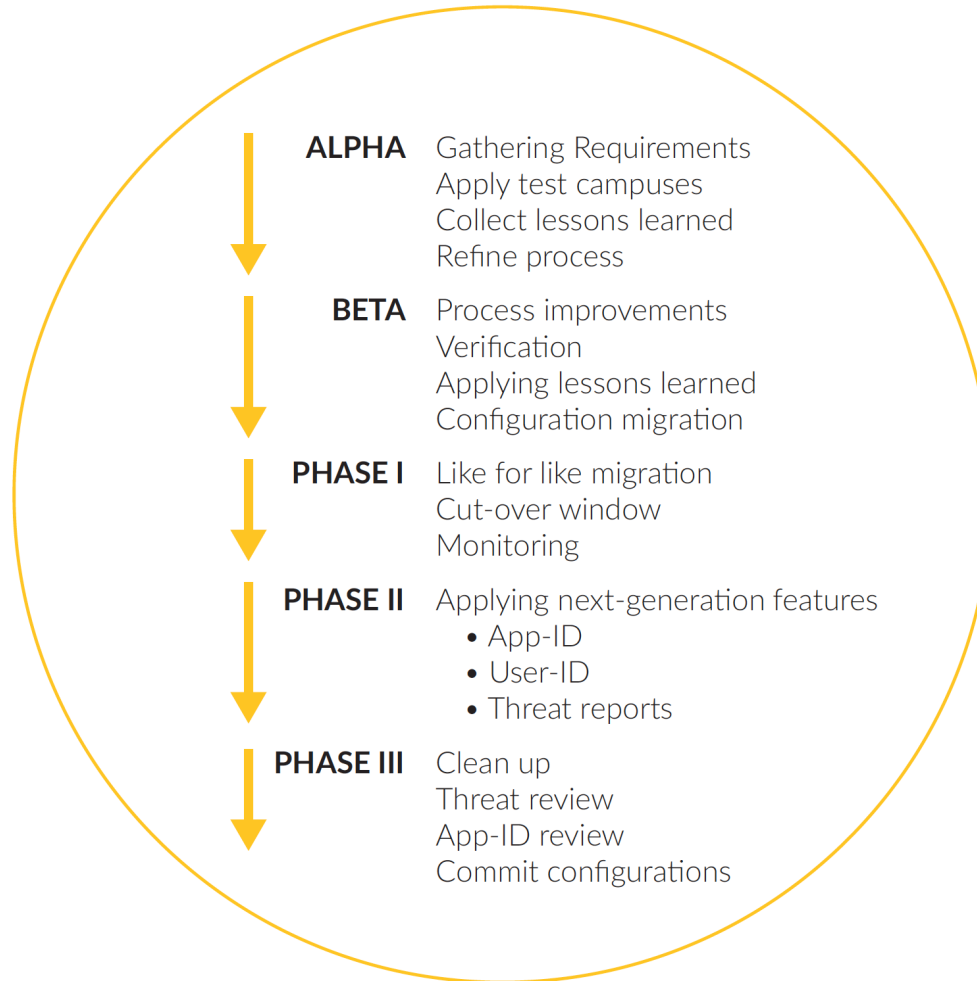 ALPHA Gathering Requirements
Apply test campuses
Collect lessons learned
Refine process
BETA Process improvements
Verification
Applying lessons learned
Configuration migration
PHASE I Like for like migration
Cut-over window
Monitoring
PHASE II Applying next-generation features
• App-ID
• User-ID
• Threat reports
PHASE III Clean up
Threat review
App-ID review
Commit configurations